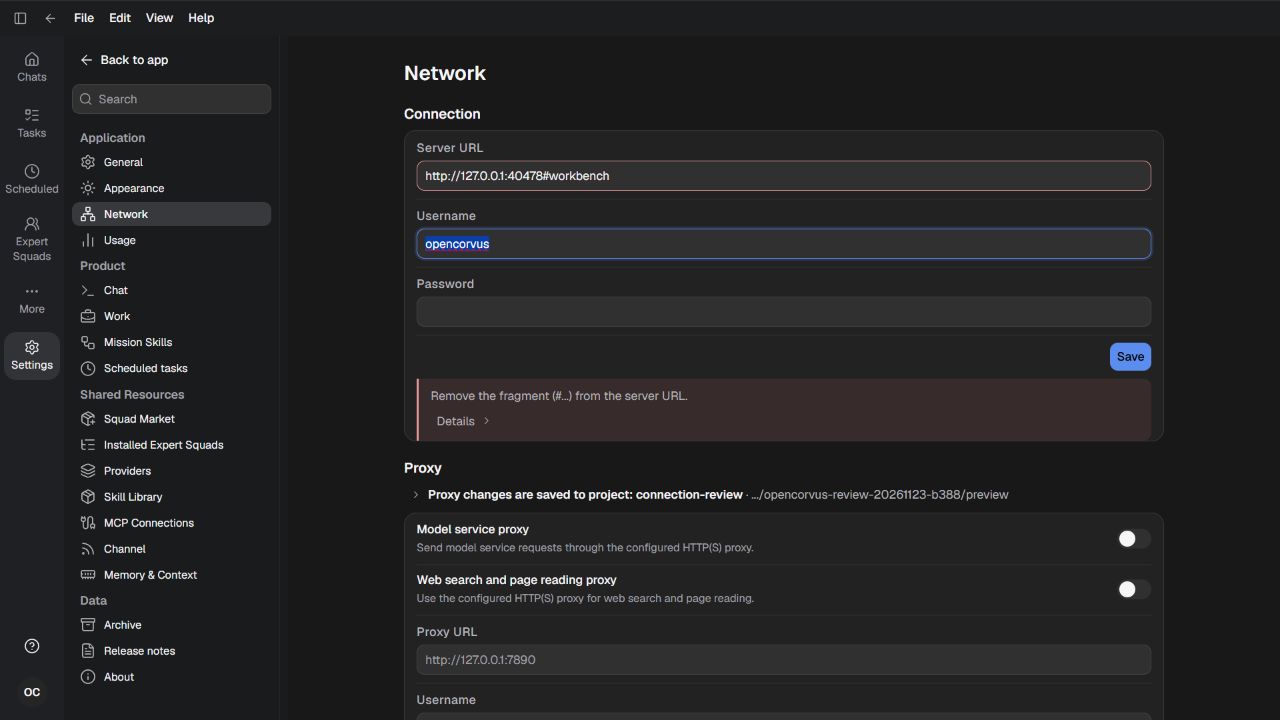 File Edit View Help
Chats
Tasks
Scheduled
Expert
Squads
More
Settings
OC
Back to app
Search
Application
General
Appearance
Network
Usage
Product
Chat
Work
Mission Skills
Scheduled tasks
Shared Resources
Squad Market
Installed Expert Squads
Providers
Skill Library
MCP Connections
Channel
Memory & Context
Data
Archive
Release notes
About
Network
Connection
Server URL
http://127.0.0.1:40478#workbench
Username
opencorvus
Password
Save
Remove the fragment (#...) from the server URL.
Details
Proxy
Proxy changes are saved to project: connection-review · .../opencorvus-review-20261123-b388/preview
Model service proxy
Send model service requests through the configured HTTP(S) proxy.
Web search and page reading proxy
Use the configured HTTP(S) proxy for web search and page reading.
Proxy URL
http://127.0.0.1:7890
Username